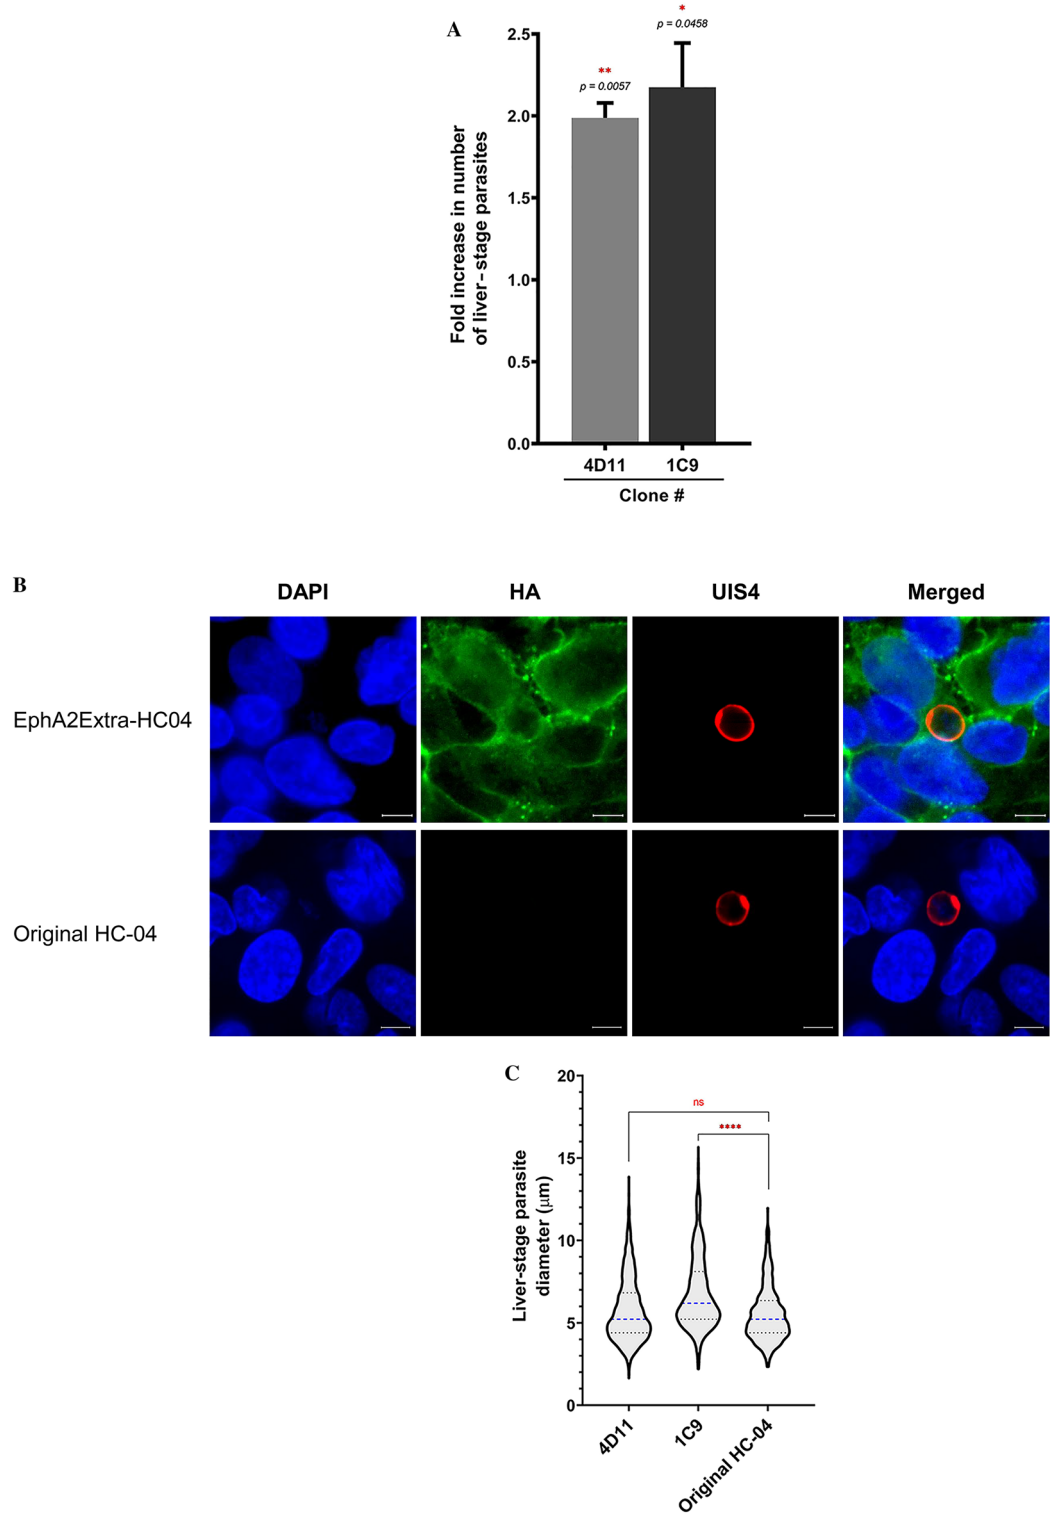 A
*
p = 0.0458
**
p = 0.0057
Fold increase in number
of liver - stage parasites
2.5
2.0
1.5
1.0
0.5
0.0
4D11 1C9
Clone #
B
DAPI HA UIS4 Merged
EphA2Extra-HC04
Original HC-04
C
Liver-stage parasite
diameter (μm)
20
15
10
5
0
ns
****
4D11
1C9
Original HC-04